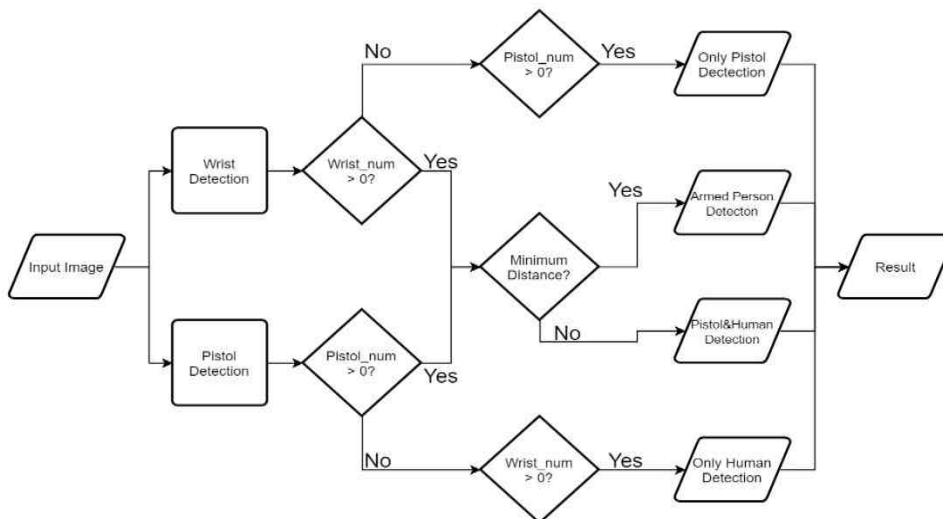 No
Pistol_num
> 0?
Yes
Only Pistol
Dectection
Wrist
Detection
Wrist_num
> 0?
Yes
Yes
Armed Person
Detecton
Input Image
Minimum
Distance?
Result
No
Pistol&Human
Detection
Pistol
Detection
Pistol_num
> 0?
Yes
No
Wrist_num
> 0?
Yes
Only Human
Detection